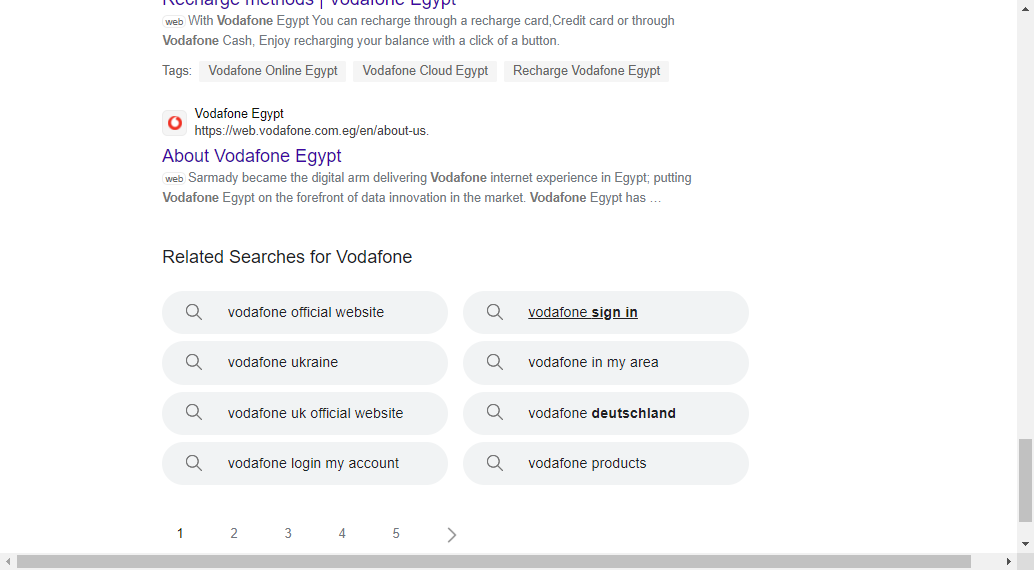 Recharge methods | Vodafone Egypt
web With Vodafone Egypt You can recharge through a recharge card,Credit card or through
Vodafone Cash, Enjoy recharging your balance with a click of a button.
Tags: Vodafone Online Egypt Vodafone Cloud Egypt Recharge Vodafone Egypt
Vodafone Egypt
https://web.vodafone.com.eg/en/about-us.
About Vodafone Egypt
web Sarmady became the digital arm delivering Vodafone internet experience in Egypt; putting
Vodafone Egypt on the forefront of data innovation in the market. Vodafone Egypt has …
Related Searches for Vodafone
vodafone official website
vodafone sign in
vodafone ukraine
vodafone in my area
vodafone uk official website
vodafone deutschland
vodafone login my account
vodafone products
1 2 3 4 5